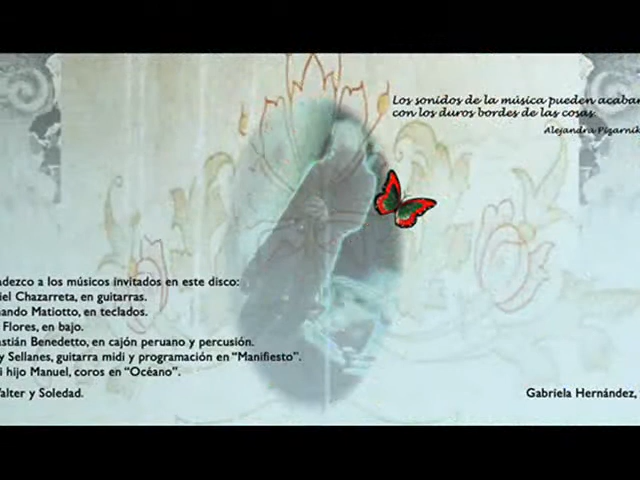 Los sonidos de la música pueden acabar
con los duros bordes de las cosas.
Alejandra Pizarnik
adezco a los músicos invitados en este disco:
iel Chazarreta, en guitarras.
nando Matiotto, en teclados.
Flores, en bajo.
astián Benedetto, en cajón peruano y percusión.
y Sellanes, guitarra midi y programación en “Manifiesto”.
i hijo Manuel, coros en “Océano”.
alter y Soledad.
Gabriela Hernández,